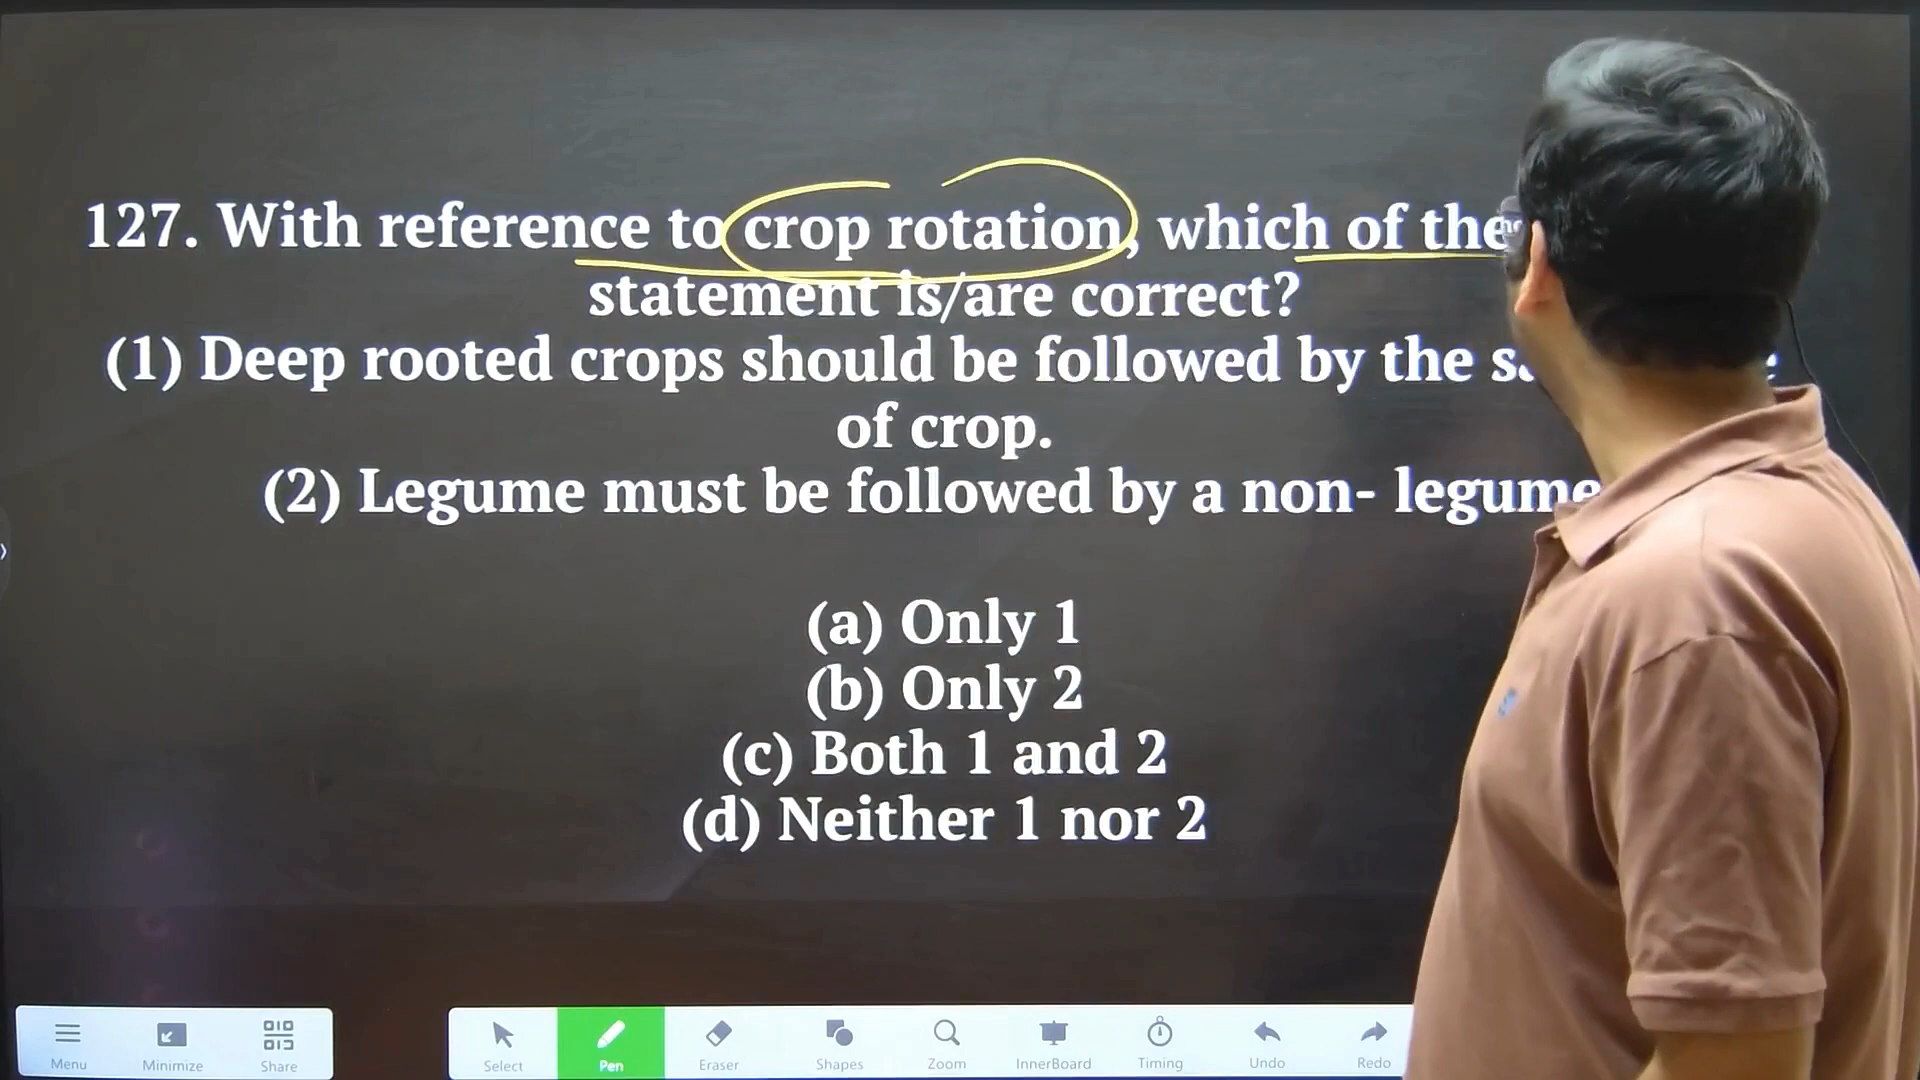 127. With reference to crop rotation, which of the
statement is/are correct?
(1) Deep rooted crops should be followed by the
of crop.
(2) Legume must be followed by a non- legume
(a) Only 1
(b) Only 2
(c) Both 1 and 2
(d) Neither 1 nor 2
Menu Minimize Share Select Pen Eraser Shapes Zoom InnerBoard Timing Undo Redo